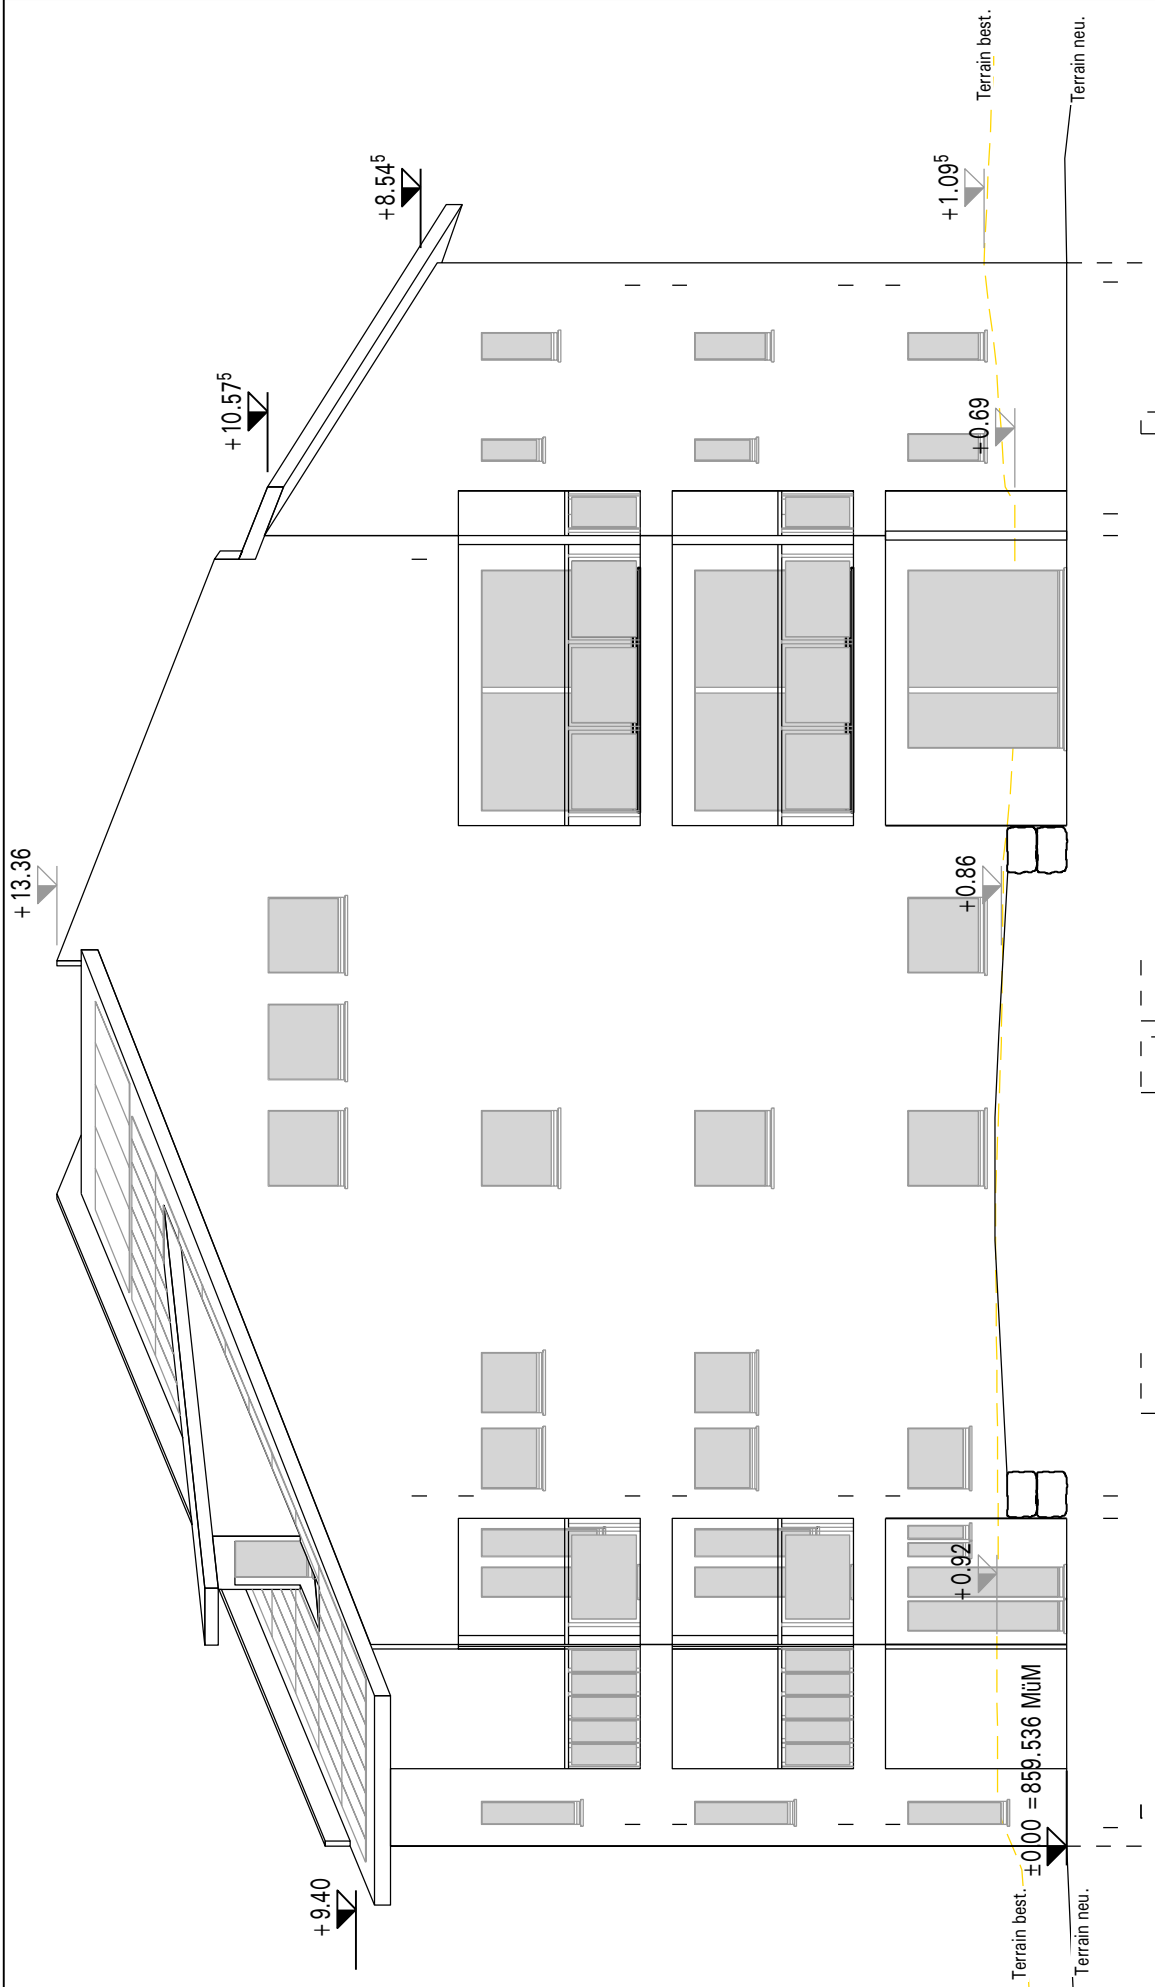 +13.36
+10.57⁵
+8.54⁵
+9.40
+1.09⁵
+0.69
+0.86
+0.92
±0.00 =859.536 MüM
Terrain best.
Terrain neu.
Terrain best.
Terrain neu.